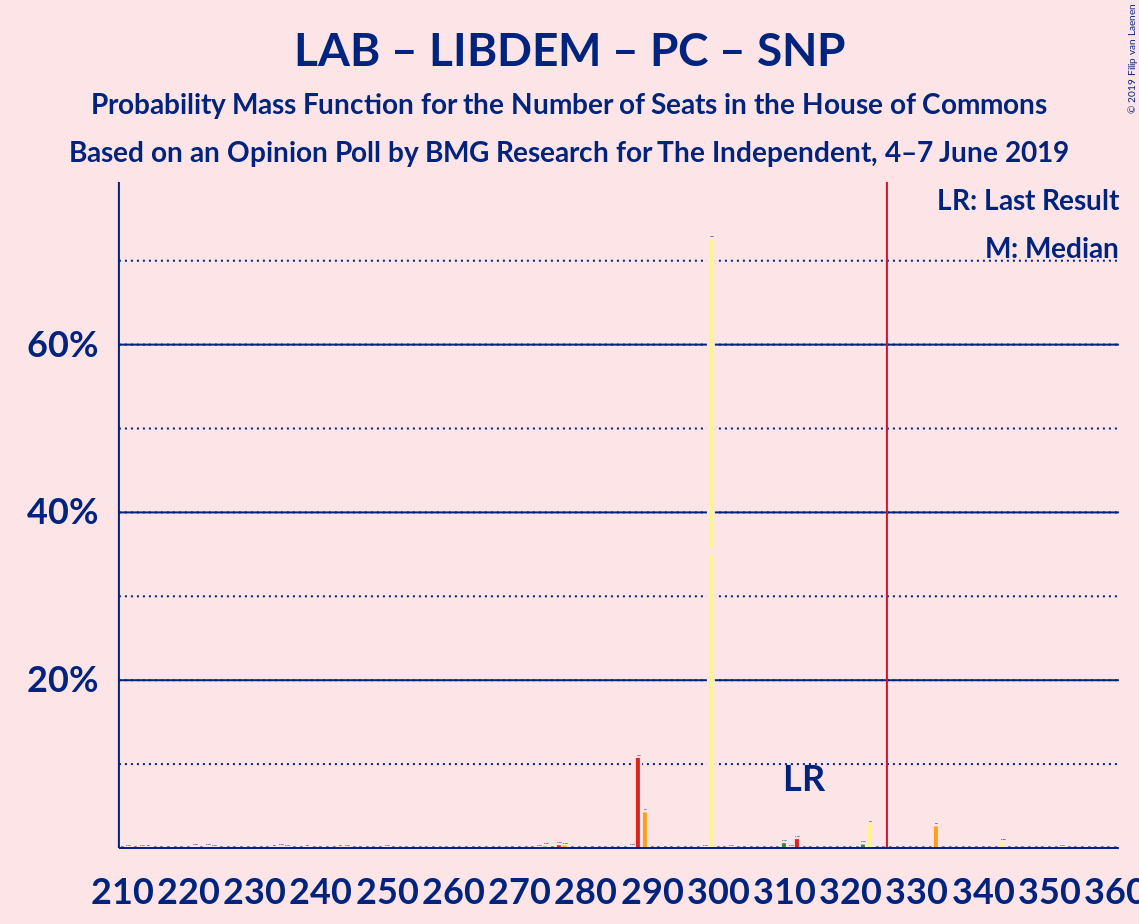 LAB – LIBDEM – PC – SNP
Probability Mass Function for the Number of Seats in the House of Commons
Based on an Opinion Poll by BMG Research for The Independent, 4–7 June 2019
© 2019 Filip van Laenen
LR: Last Result
M: Median
60%
40%
20%
LR
210 220 230 240 250 260 270 280 290 300 310 320 330 340 350 360